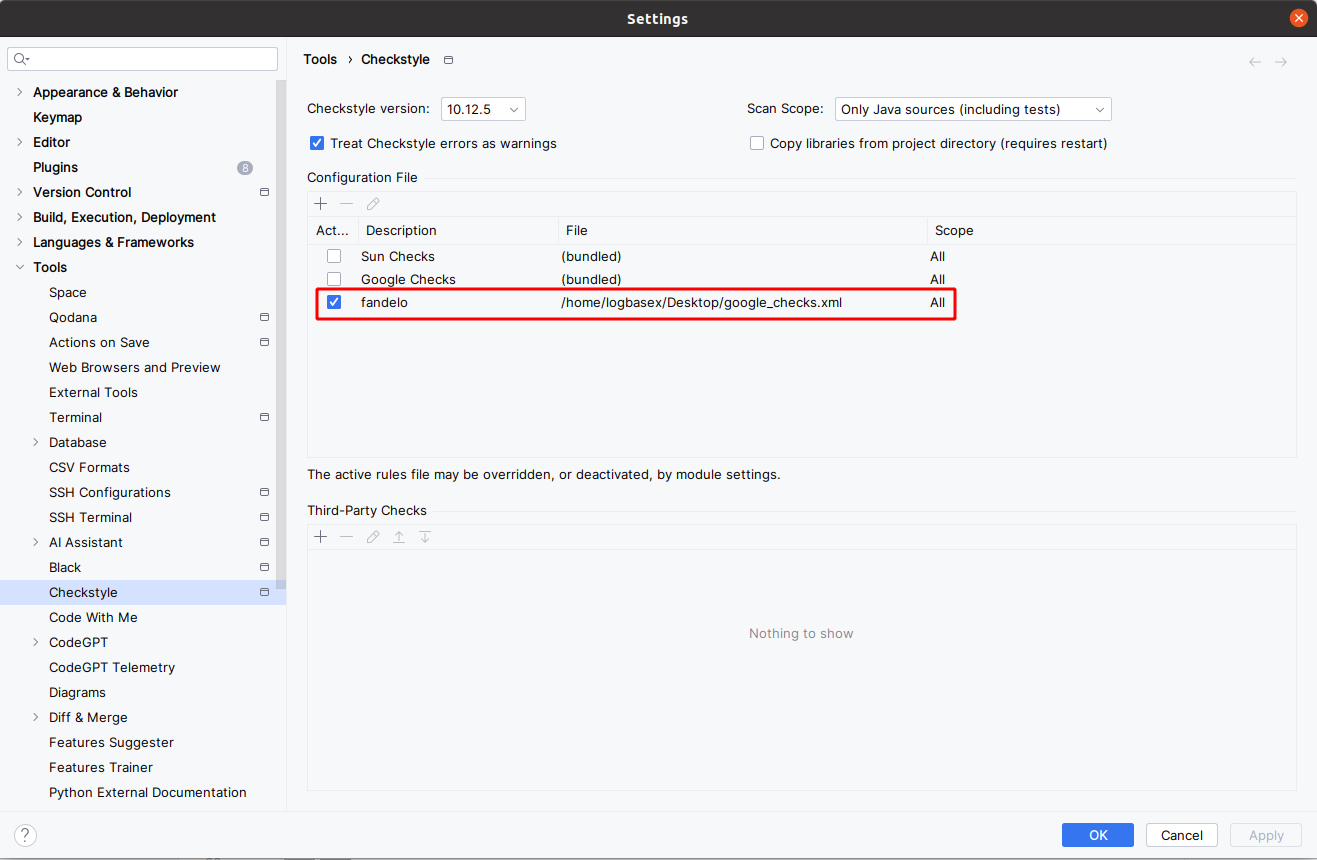 Settings
Tools › Checkstyle
Appearance & Behavior
Keymap
Editor
Plugins 8
Version Control
Build, Execution, Deployment
Languages & Frameworks
Tools
Space
Qodana
Actions on Save
Web Browsers and Preview
External Tools
Terminal
Database
CSV Formats
SSH Configurations
SSH Terminal
AI Assistant
Black
Checkstyle
Code With Me
CodeGPT
CodeGPT Telemetry
Diagrams
Diff & Merge
Features Suggester
Features Trainer
Python External Documentation
Checkstyle version: 10.12.5 Scan Scope: Only Java sources (including tests)
Treat Checkstyle errors as warnings Copy libraries from project directory (requires restart)
Configuration File
Act... Description File Scope
Sun Checks (bundled) All
Google Checks (bundled) All
fandelo /home/logbasex/Desktop/google_checks.xml All
The active rules file may be overridden, or deactivated, by module settings.
Third-Party Checks
Nothing to show
? OK Cancel Apply